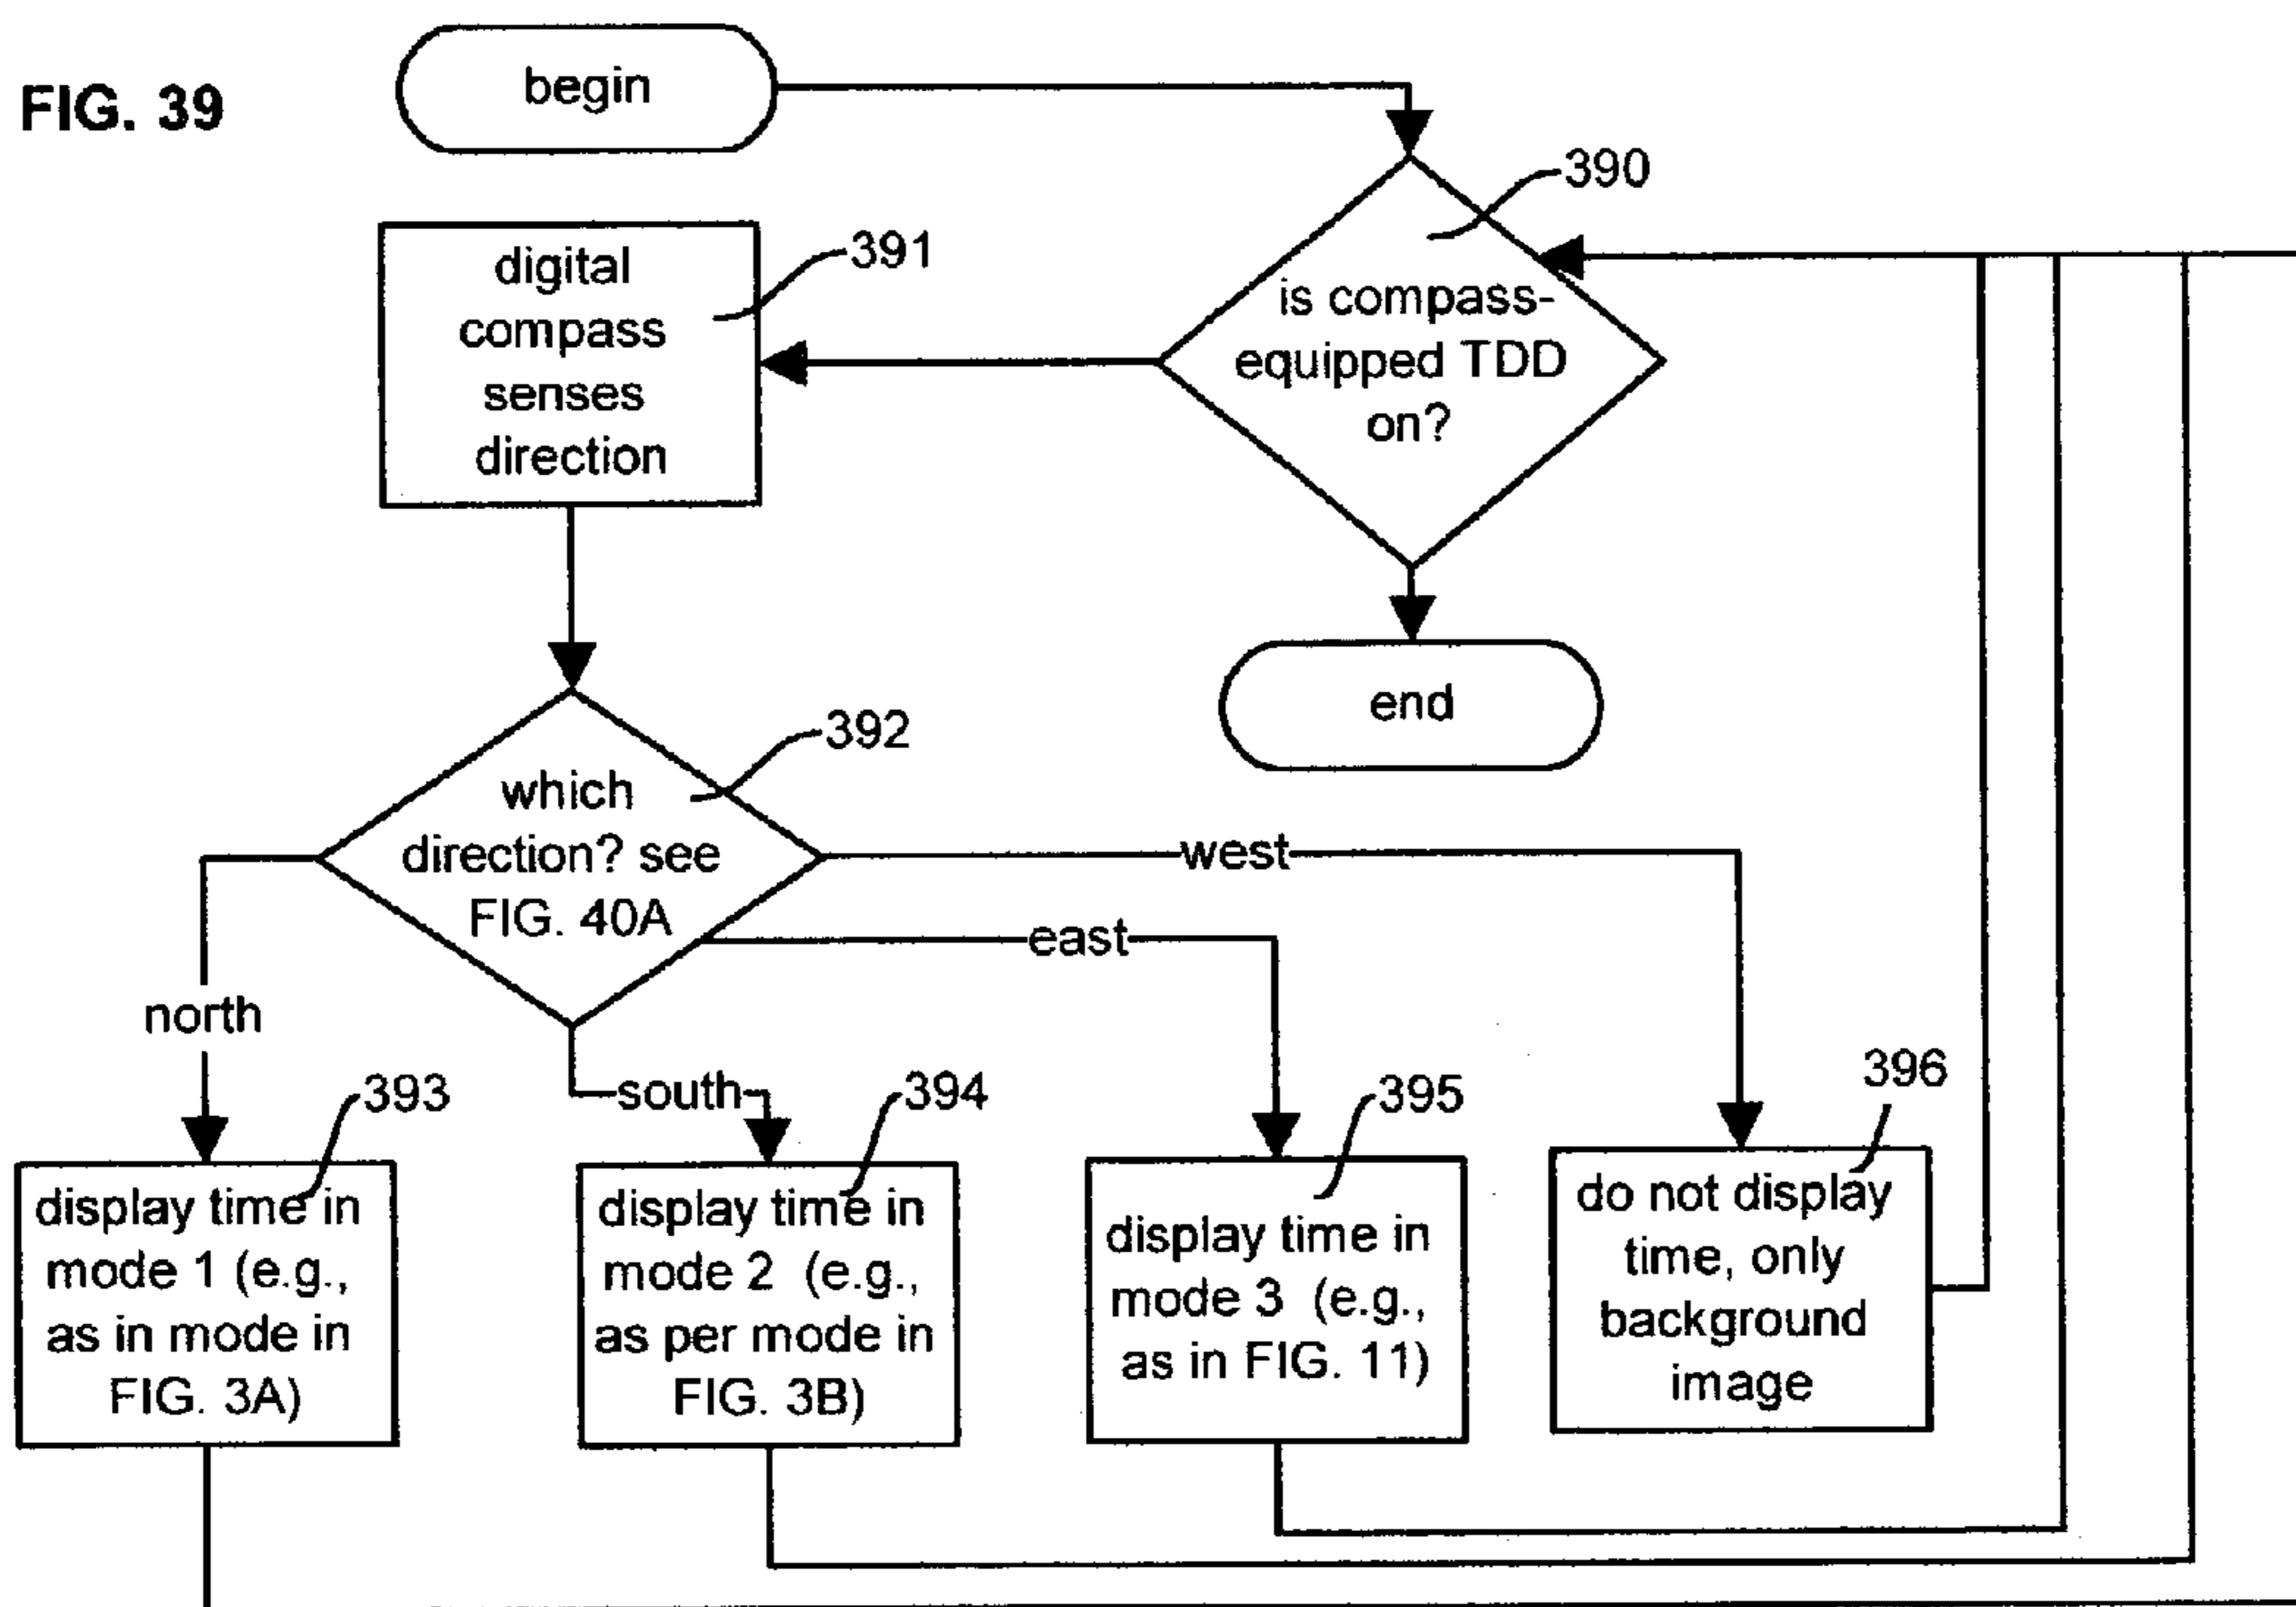 FIG. 39
begin
390
391
digital
compass
senses
direction
is compass-
equipped TDD
on?
end
392
which
direction? see
FIG. 40A
west
east
north
south
393
394
395
396
display time in
mode 1 (e.g.,
as in mode in
FIG. 3A)
display time in
mode 2 (e.g.,
as per mode in
FIG. 3B)
display time in
mode 3 (e.g.,
as in FIG. 11)
do not display
time, only
background
image